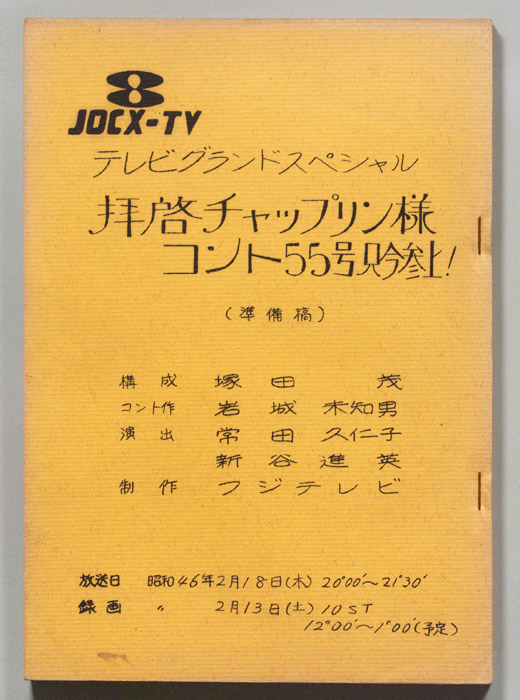 JOCX-TV
テレビグランドスペシャル
拝啓チャップリン様
コント55号只今参上!
(準備稿)
構成 塚田 茂
コント作 岩城 未知男
演出 常田 久仁子
新谷 進英
制作 フジテレビ
放送日 昭和46年2月18日(木) 20°00′〜21°30′
録画 〃 2月13日(土) 10ST
12°00′〜1°00′(予定)